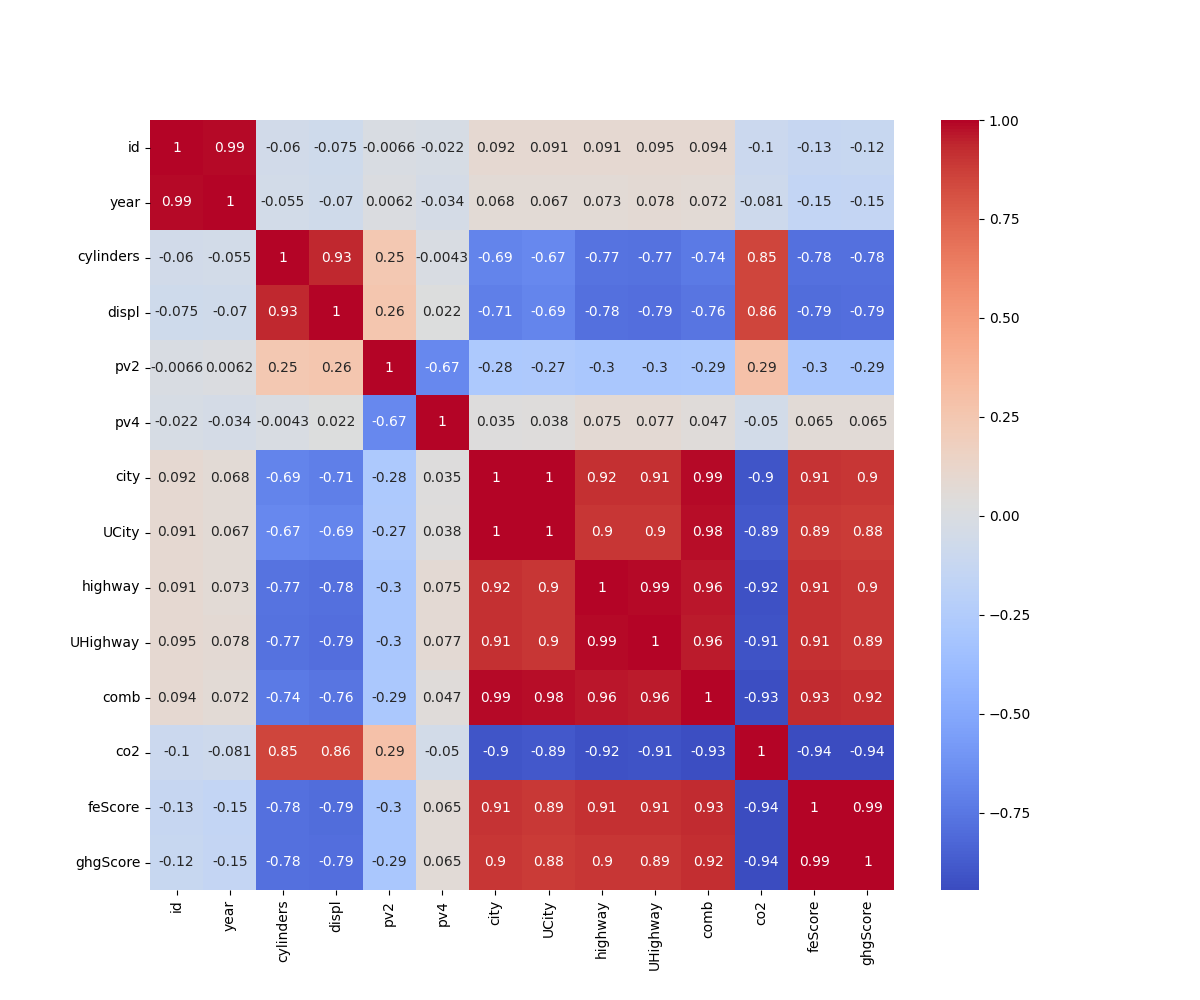 id 1 0.99 -0.06 -0.075 -0.0066 -0.022 0.092 0.091 0.091 0.095 0.094 -0.1 -0.13 -0.12
year 0.99 1 -0.055 -0.07 0.0062 -0.034 0.068 0.067 0.073 0.078 0.072 -0.081 -0.15 -0.15
cylinders -0.06 -0.055 1 0.93 0.25 -0.0043 -0.69 -0.67 -0.77 -0.77 -0.74 0.85 -0.78 -0.78
displ -0.075 -0.07 0.93 1 0.26 0.022 -0.71 -0.69 -0.78 -0.79 -0.76 0.86 -0.79 -0.79
pv2 -0.0066 0.0062 0.25 0.26 1 -0.67 -0.28 -0.27 -0.3 -0.3 -0.29 0.29 -0.3 -0.29
pv4 -0.022 -0.034 -0.0043 0.022 -0.67 1 0.035 0.038 0.075 0.077 0.047 -0.05 0.065 0.065
city 0.092 0.068 -0.69 -0.71 -0.28 0.035 1 1 0.92 0.91 0.99 -0.9 0.91 0.9
UCity 0.091 0.067 -0.67 -0.69 -0.27 0.038 1 1 0.9 0.9 0.98 -0.89 0.89 0.88
highway 0.091 0.073 -0.77 -0.78 -0.3 0.075 0.92 0.9 1 0.99 0.96 -0.92 0.91 0.9
UHighway 0.095 0.078 -0.77 -0.79 -0.3 0.077 0.91 0.9 0.99 1 0.96 -0.91 0.91 0.89
comb 0.094 0.072 -0.74 -0.76 -0.29 0.047 0.99 0.98 0.96 0.96 1 -0.93 0.93 0.92
co2 -0.1 -0.081 0.85 0.86 0.29 -0.05 -0.9 -0.89 -0.92 -0.91 -0.93 1 -0.94 -0.94
feScore -0.13 -0.15 -0.78 -0.79 -0.3 0.065 0.91 0.89 0.91 0.91 0.93 -0.94 1 0.99
ghgScore -0.12 -0.15 -0.78 -0.79 -0.29 0.065 0.9 0.88 0.9 0.89 0.92 -0.94 0.99 1
id year cylinders displ pv2 pv4 city UCity highway UHighway comb co2 feScore ghgScore
1.00
0.75
0.50
0.25
0.00
−0.25
−0.50
−0.75